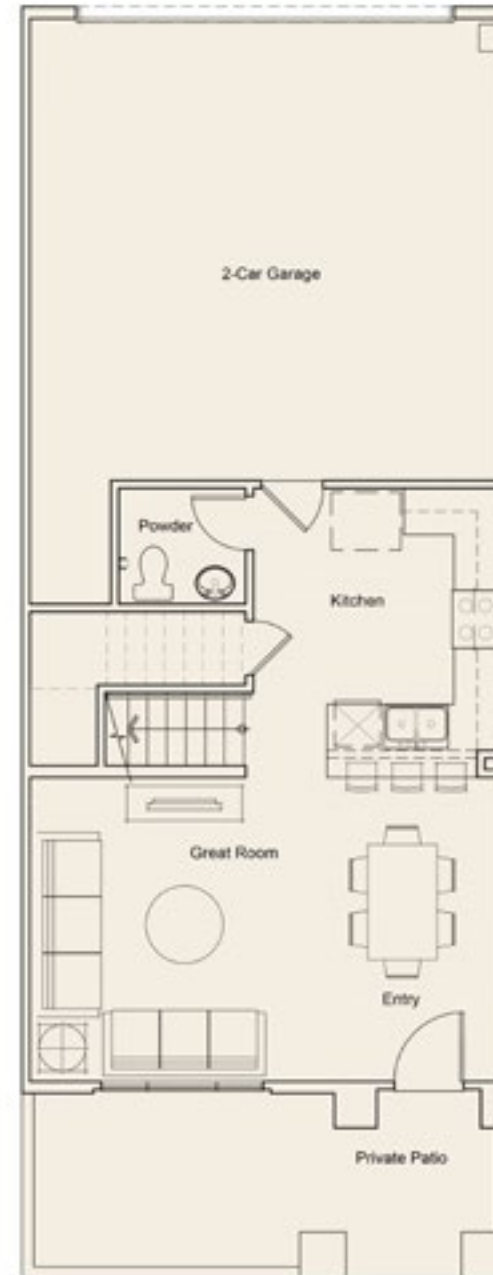 2-Car Garage
Powder
Kitchen
Great Room
Entry
Private Patio